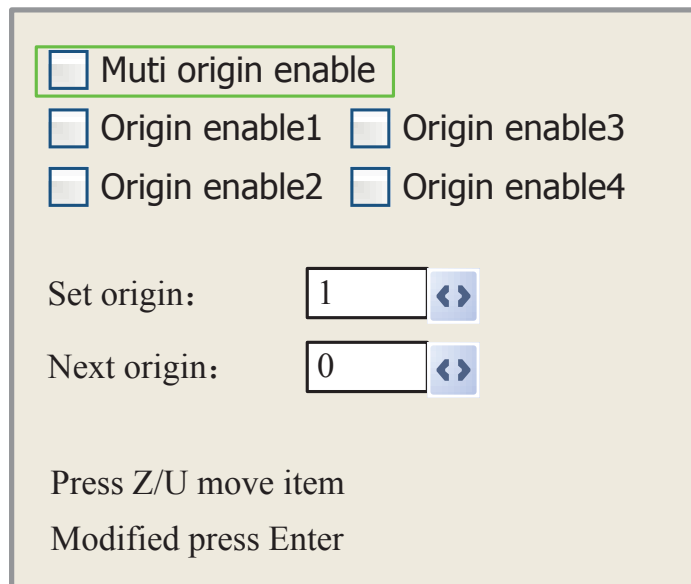 Muti origin enable
Origin enable1 Origin enable3
Origin enable2 Origin enable4
Set origin： 1
Next origin： 0
Press Z/U move item
Modified press Enter